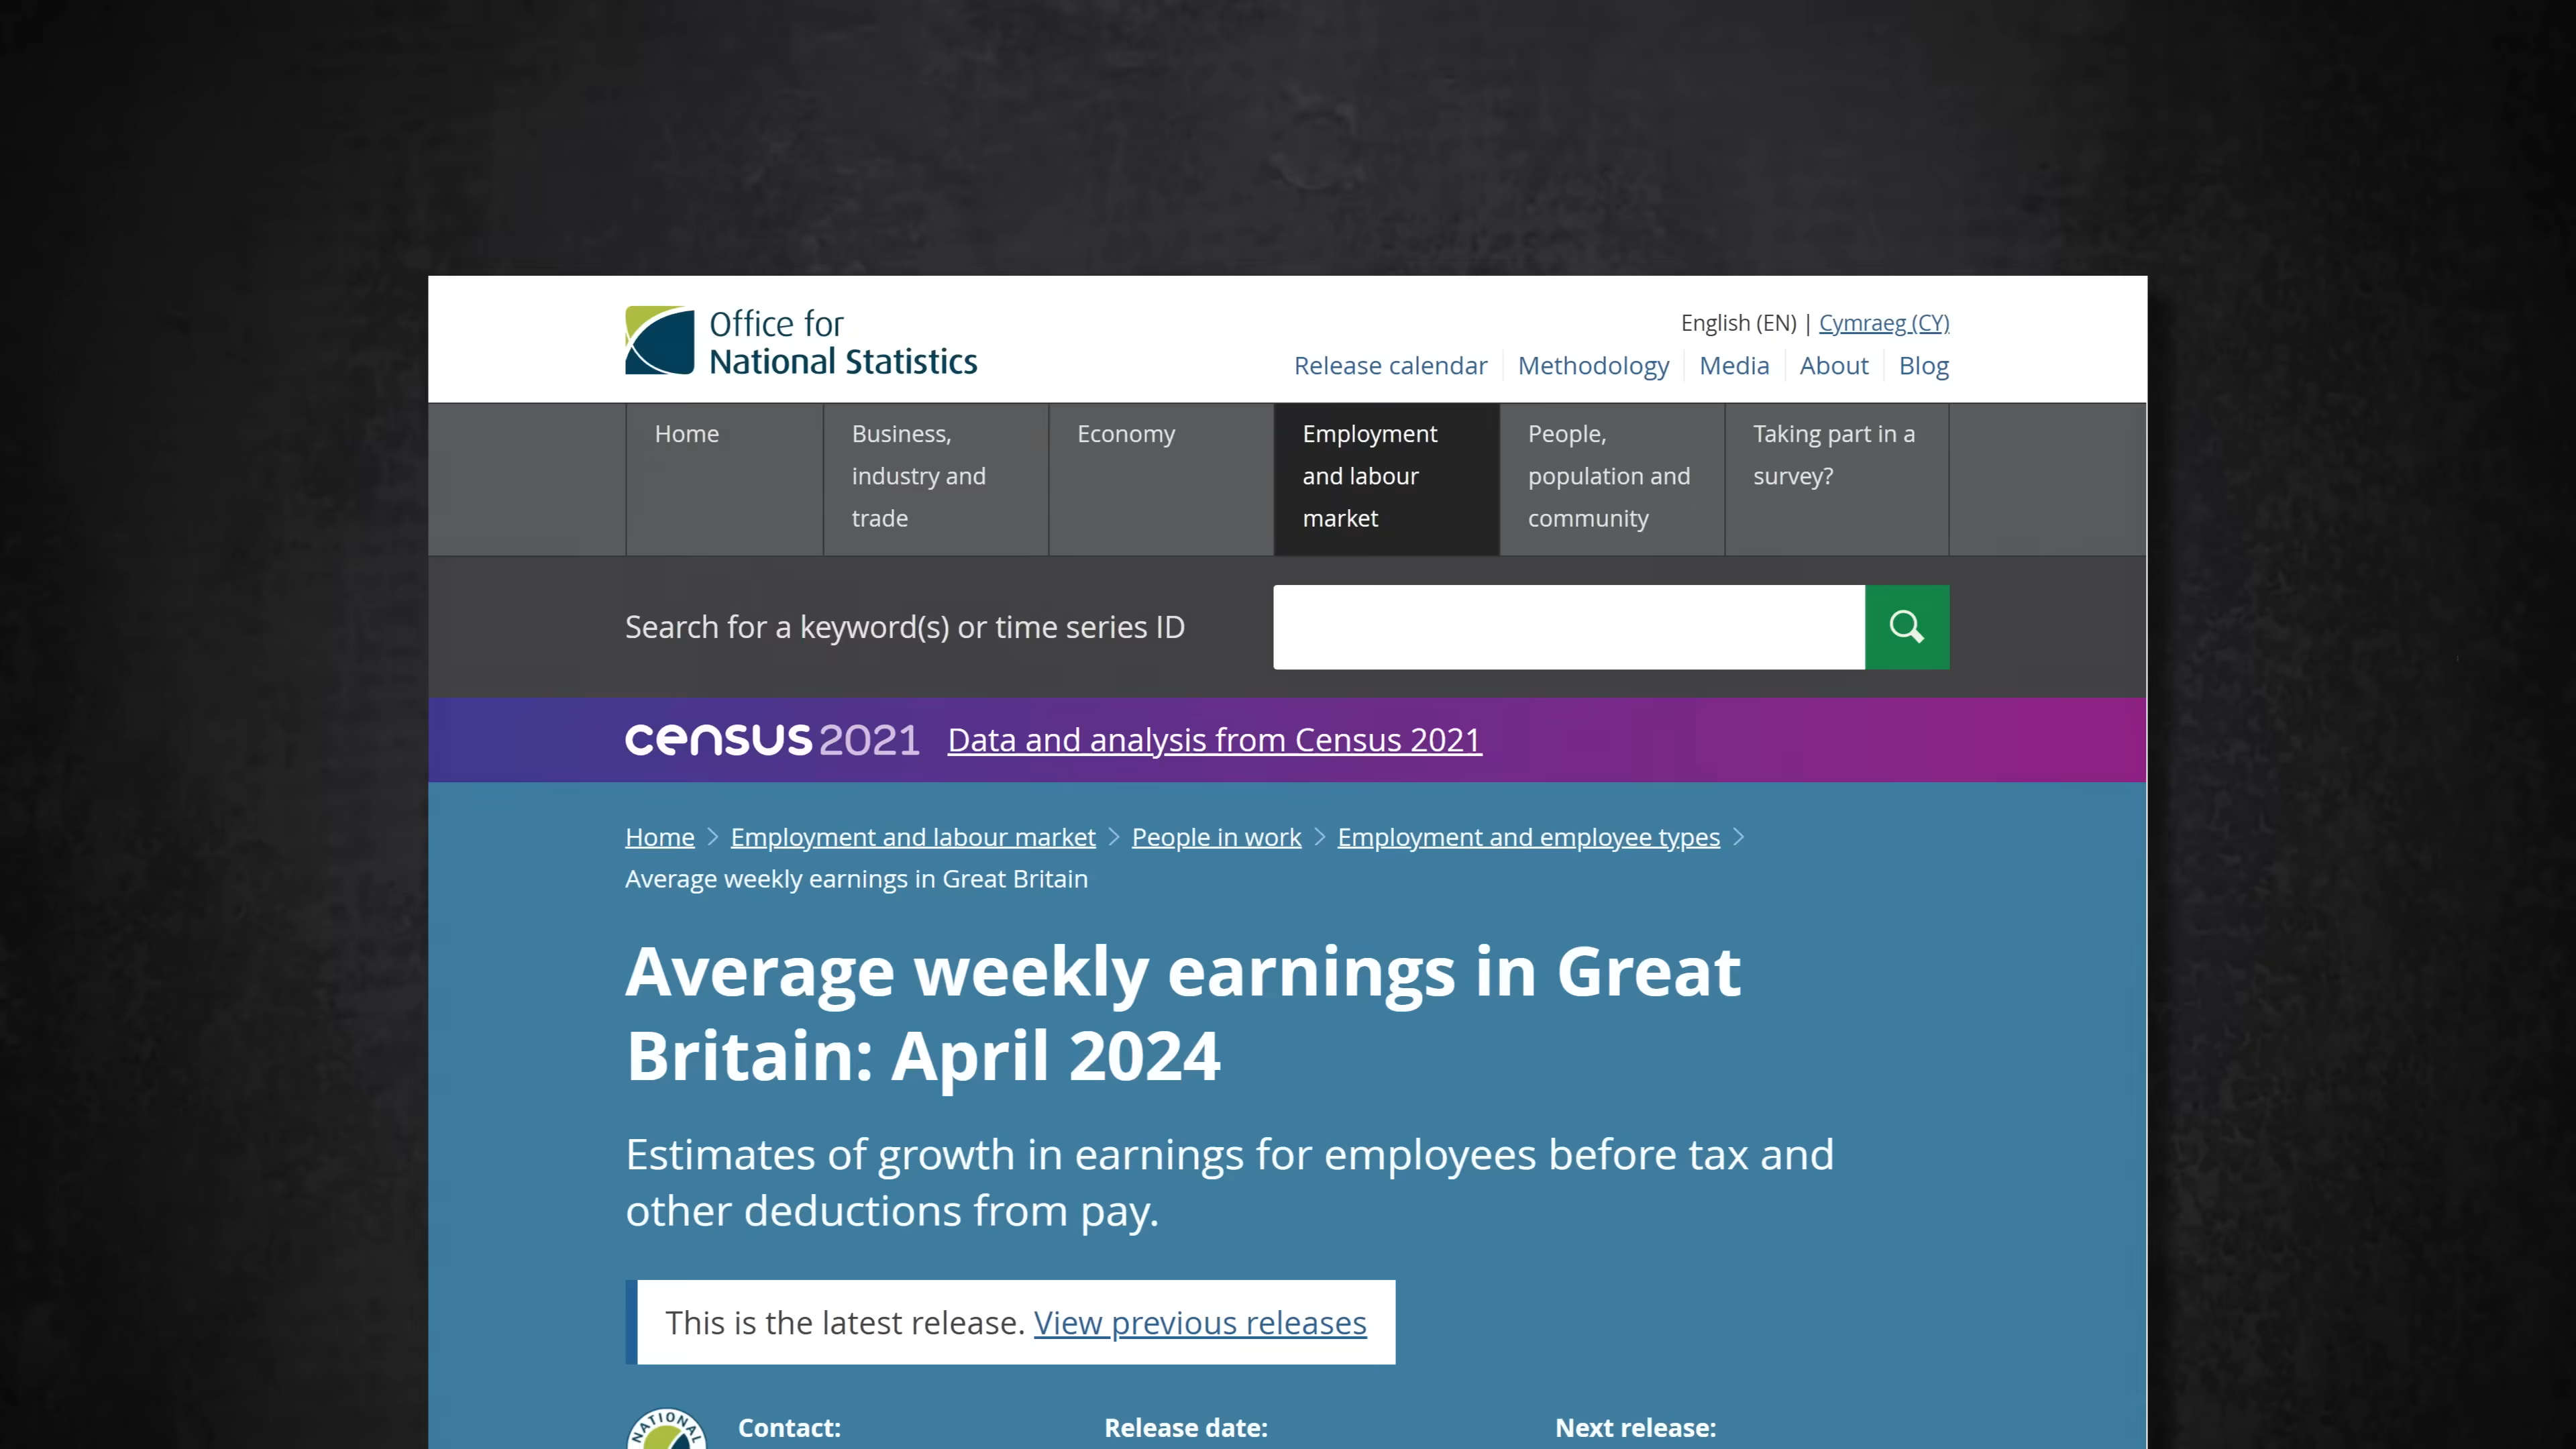 Office for
National Statistics
English (EN) | Cymraeg (CY)
Release calendar
Methodology
Media
About
Blog
Home
Business,
industry and
trade
Economy
Employment
and labour
market
People,
population and
community
Taking part in a
survey?
Search for a keyword(s) or time series ID
census 2021 Data and analysis from Census 2021
Home > Employment and labour market > People in work > Employment and employee types >
Average weekly earnings in Great Britain
Average weekly earnings in Great
Britain: April 2024
Estimates of growth in earnings for employees before tax and
other deductions from pay.
This is the latest release. View previous releases
NATIONAL
Contact:
Release date:
Next release: